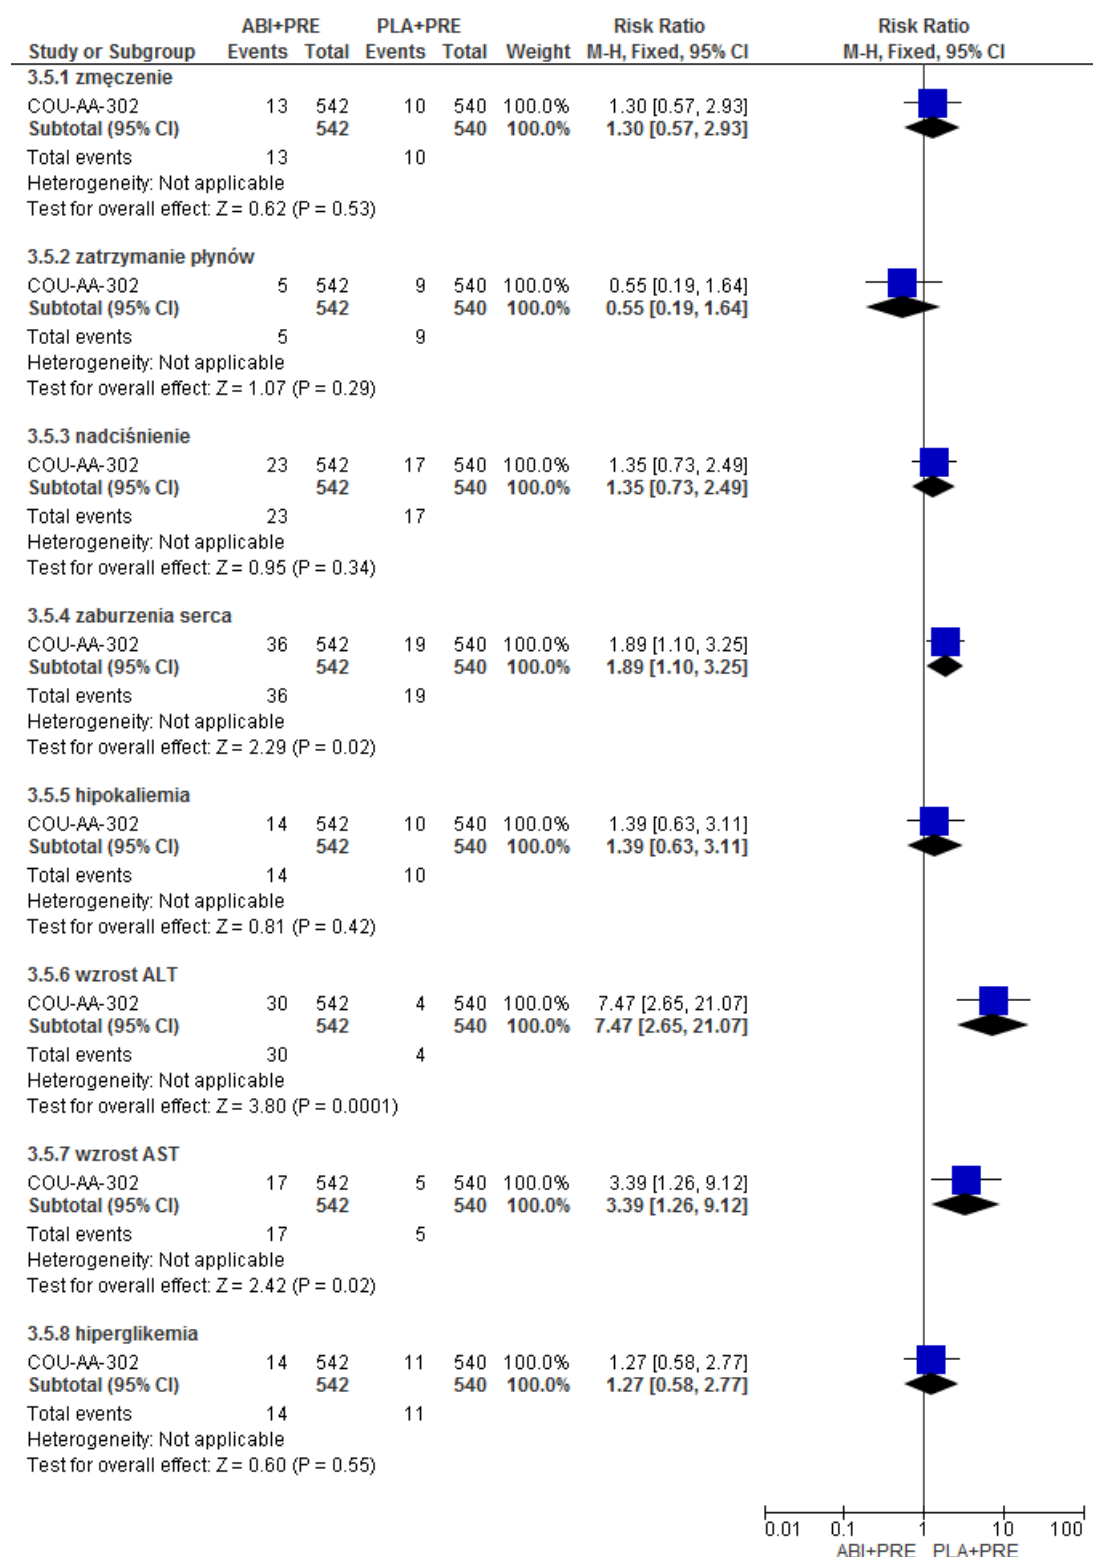 ABI+PRE PLA+PRE Risk Ratio Risk Ratio
Study or Subgroup Events Total Events Total Weight M-H, Fixed, 95% CI M-H, Fixed, 95% CI
3.5.1 zmęczenie
COU-AA-302 13 542 10 540 100.0% 1.30 [0.57, 2.93]
Subtotal (95% CI) 542 540 100.0% 1.30 [0.57, 2.93]
Total events 13 10
Heterogeneity: Not applicable
Test for overall effect: Z = 0.62 (P = 0.53)
3.5.2 zatrzymanie płynów
COU-AA-302 5 542 9 540 100.0% 0.55 [0.19, 1.64]
Subtotal (95% CI) 542 540 100.0% 0.55 [0.19, 1.64]
Total events 5 9
Heterogeneity: Not applicable
Test for overall effect: Z = 1.07 (P = 0.29)
3.5.3 nadciśnienie
COU-AA-302 23 542 17 540 100.0% 1.35 [0.73, 2.49]
Subtotal (95% CI) 542 540 100.0% 1.35 [0.73, 2.49]
Total events 23 17
Heterogeneity: Not applicable
Test for overall effect: Z = 0.95 (P = 0.34)
3.5.4 zaburzenia serca
COU-AA-302 36 542 19 540 100.0% 1.89 [1.10, 3.25]
Subtotal (95% CI) 542 540 100.0% 1.89 [1.10, 3.25]
Total events 36 19
Heterogeneity: Not applicable
Test for overall effect: Z = 2.29 (P = 0.02)
3.5.5 hipokaliemia
COU-AA-302 14 542 10 540 100.0% 1.39 [0.63, 3.11]
Subtotal (95% CI) 542 540 100.0% 1.39 [0.63, 3.11]
Total events 14 10
Heterogeneity: Not applicable
Test for overall effect: Z = 0.81 (P = 0.42)
3.5.6 wzrost ALT
COU-AA-302 30 542 4 540 100.0% 7.47 [2.65, 21.07]
Subtotal (95% CI) 542 540 100.0% 7.47 [2.65, 21.07]
Total events 30 4
Heterogeneity: Not applicable
Test for overall effect: Z = 3.80 (P = 0.0001)
3.5.7 wzrost AST
COU-AA-302 17 542 5 540 100.0% 3.39 [1.26, 9.12]
Subtotal (95% CI) 542 540 100.0% 3.39 [1.26, 9.12]
Total events 17 5
Heterogeneity: Not applicable
Test for overall effect: Z = 2.42 (P = 0.02)
3.5.8 hiperglikemia
COU-AA-302 14 542 11 540 100.0% 1.27 [0.58, 2.77]
Subtotal (95% CI) 542 540 100.0% 1.27 [0.58, 2.77]
Total events 14 11
Heterogeneity: Not applicable
Test for overall effect: Z = 0.60 (P = 0.55)
0.01 0.1 1 10 100
ABI+PRE PLA+PRE